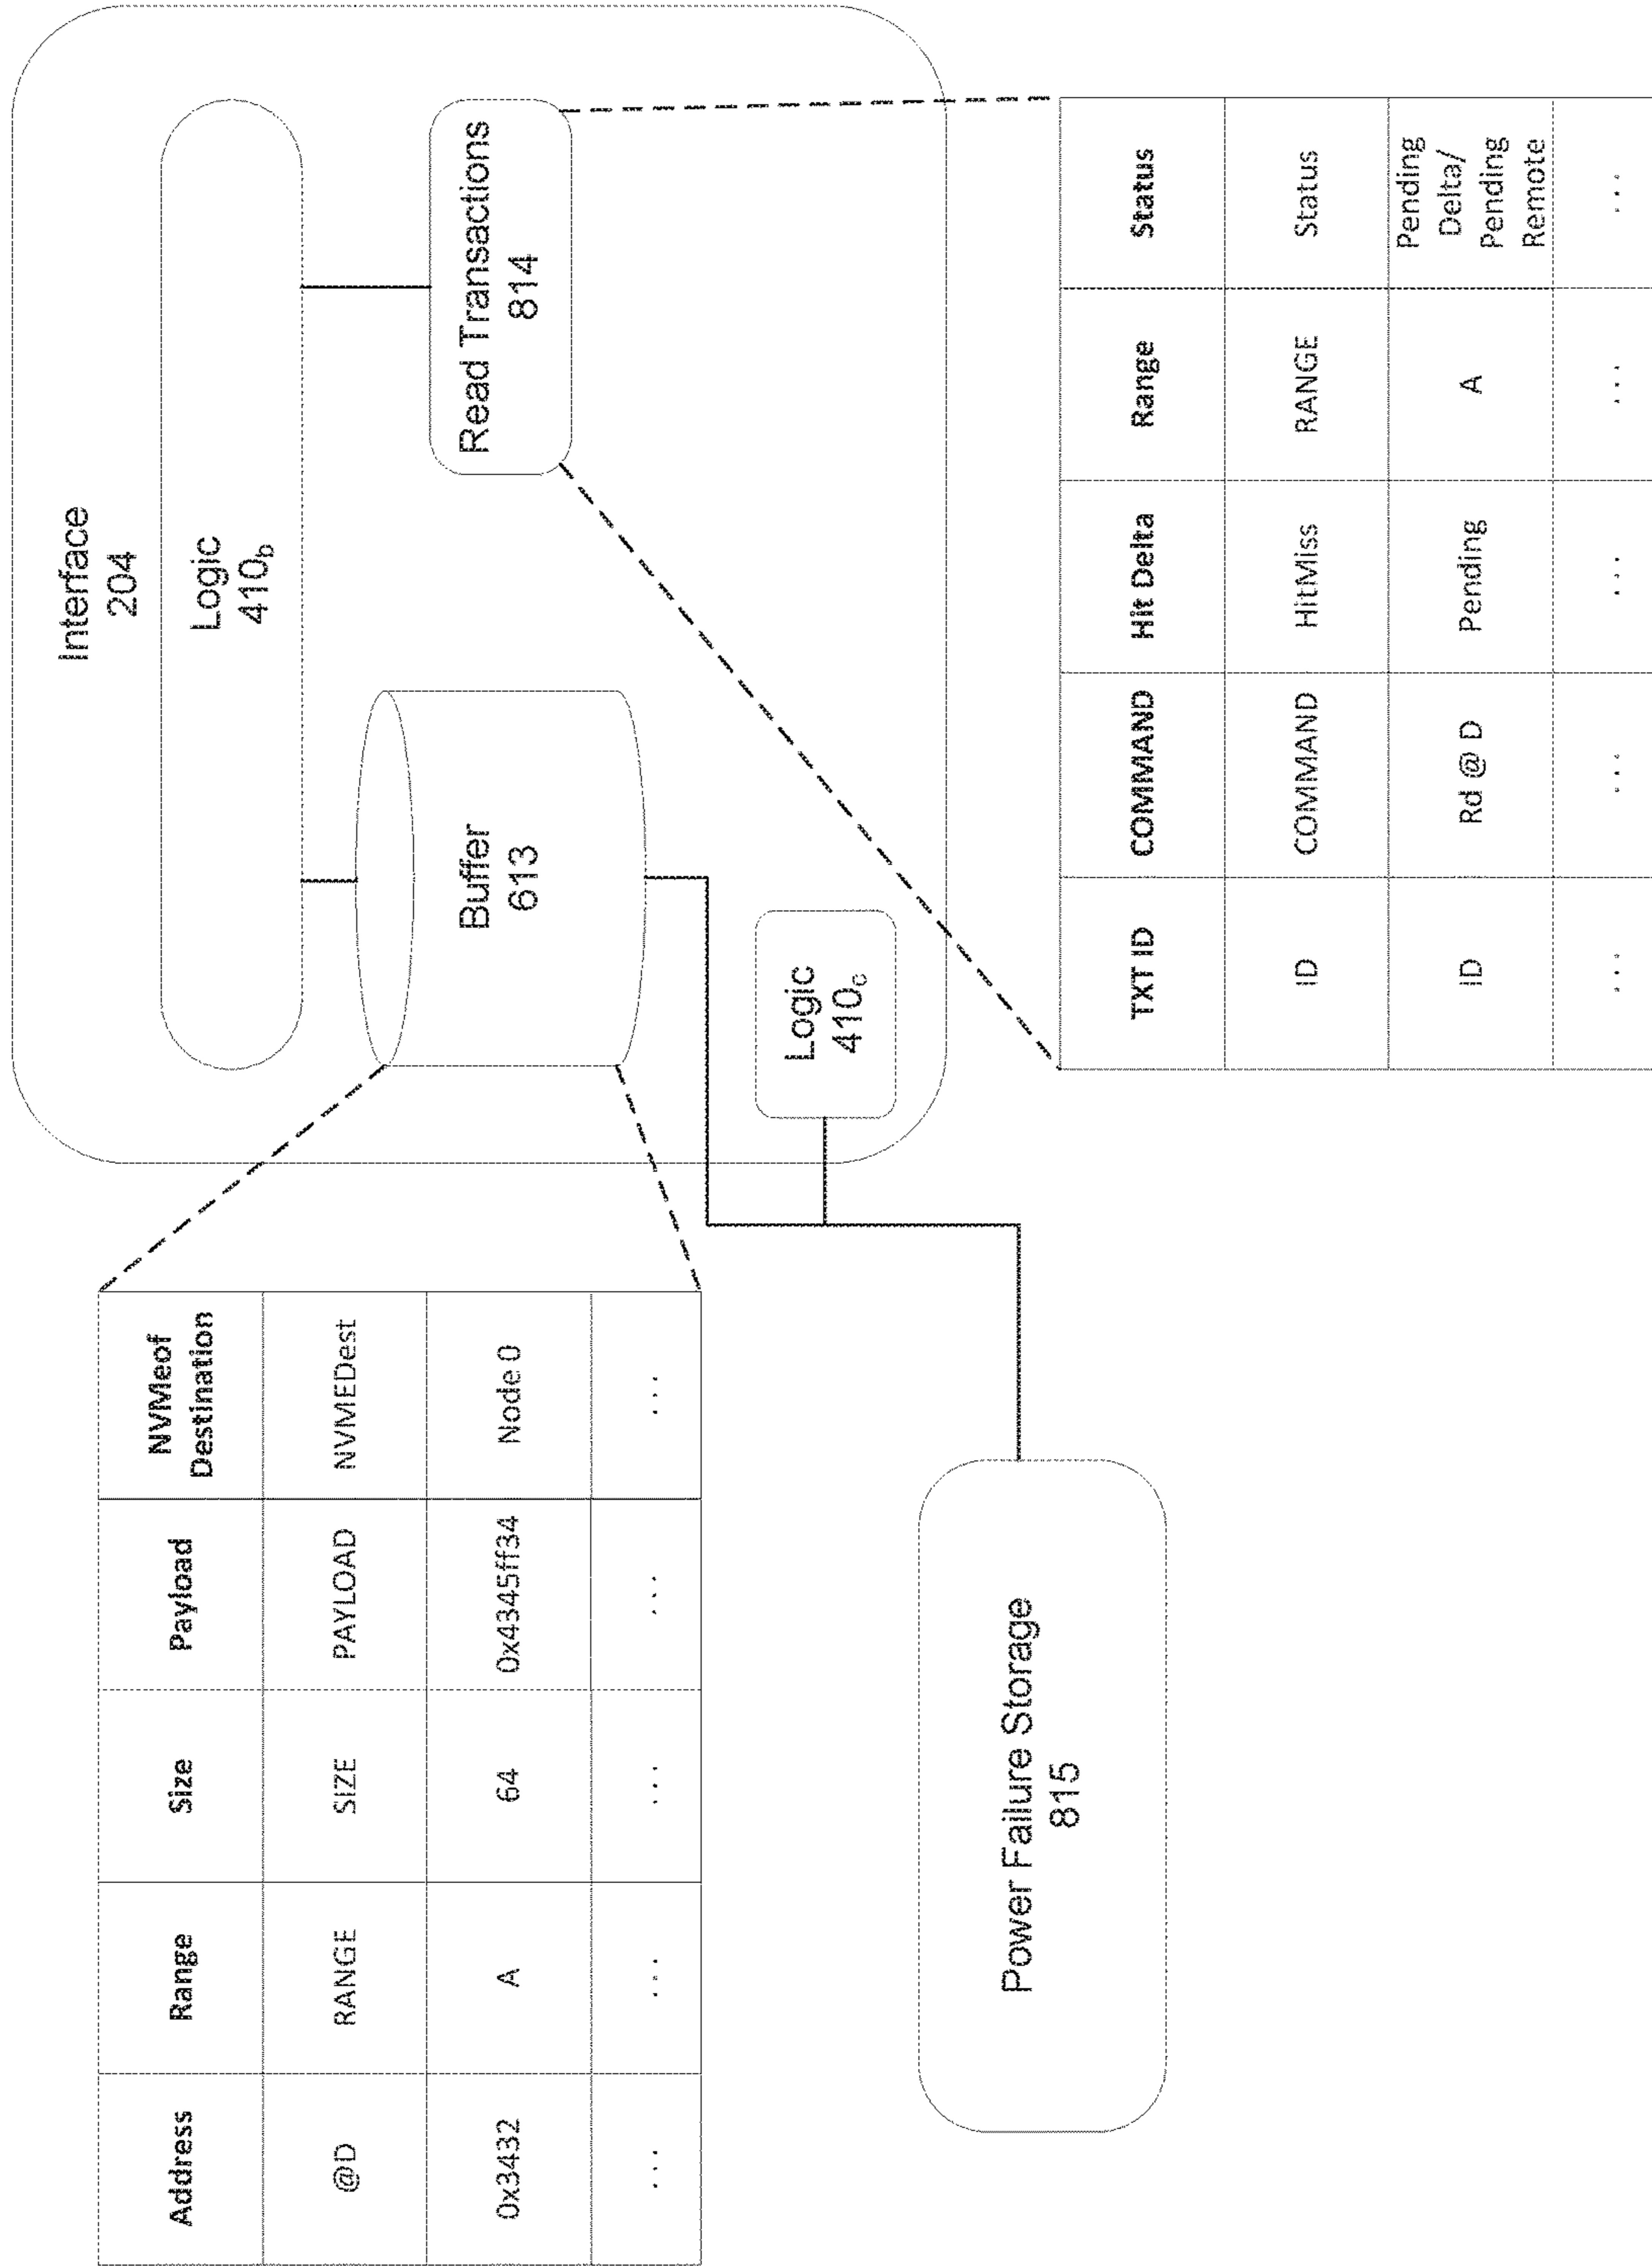 Interface
204
Logic
410b
Buffer
613
Read Transactions
814
Logic
410c
Address Range Size Payload NVMeof
Destination
@D RANGE SIZE PAYLOAD NVMEDest
0x3432 A 64 0x4345ff34 Node 0
... ... ... ... ...
Power Failure Storage
815
TXT ID COMMAND Hit Delta Range Status
ID COMMAND HitMiss RANGE Status
ID Rd @ D Pending A Pending
Delta/
Pending
Remote
... ... ... ... ...